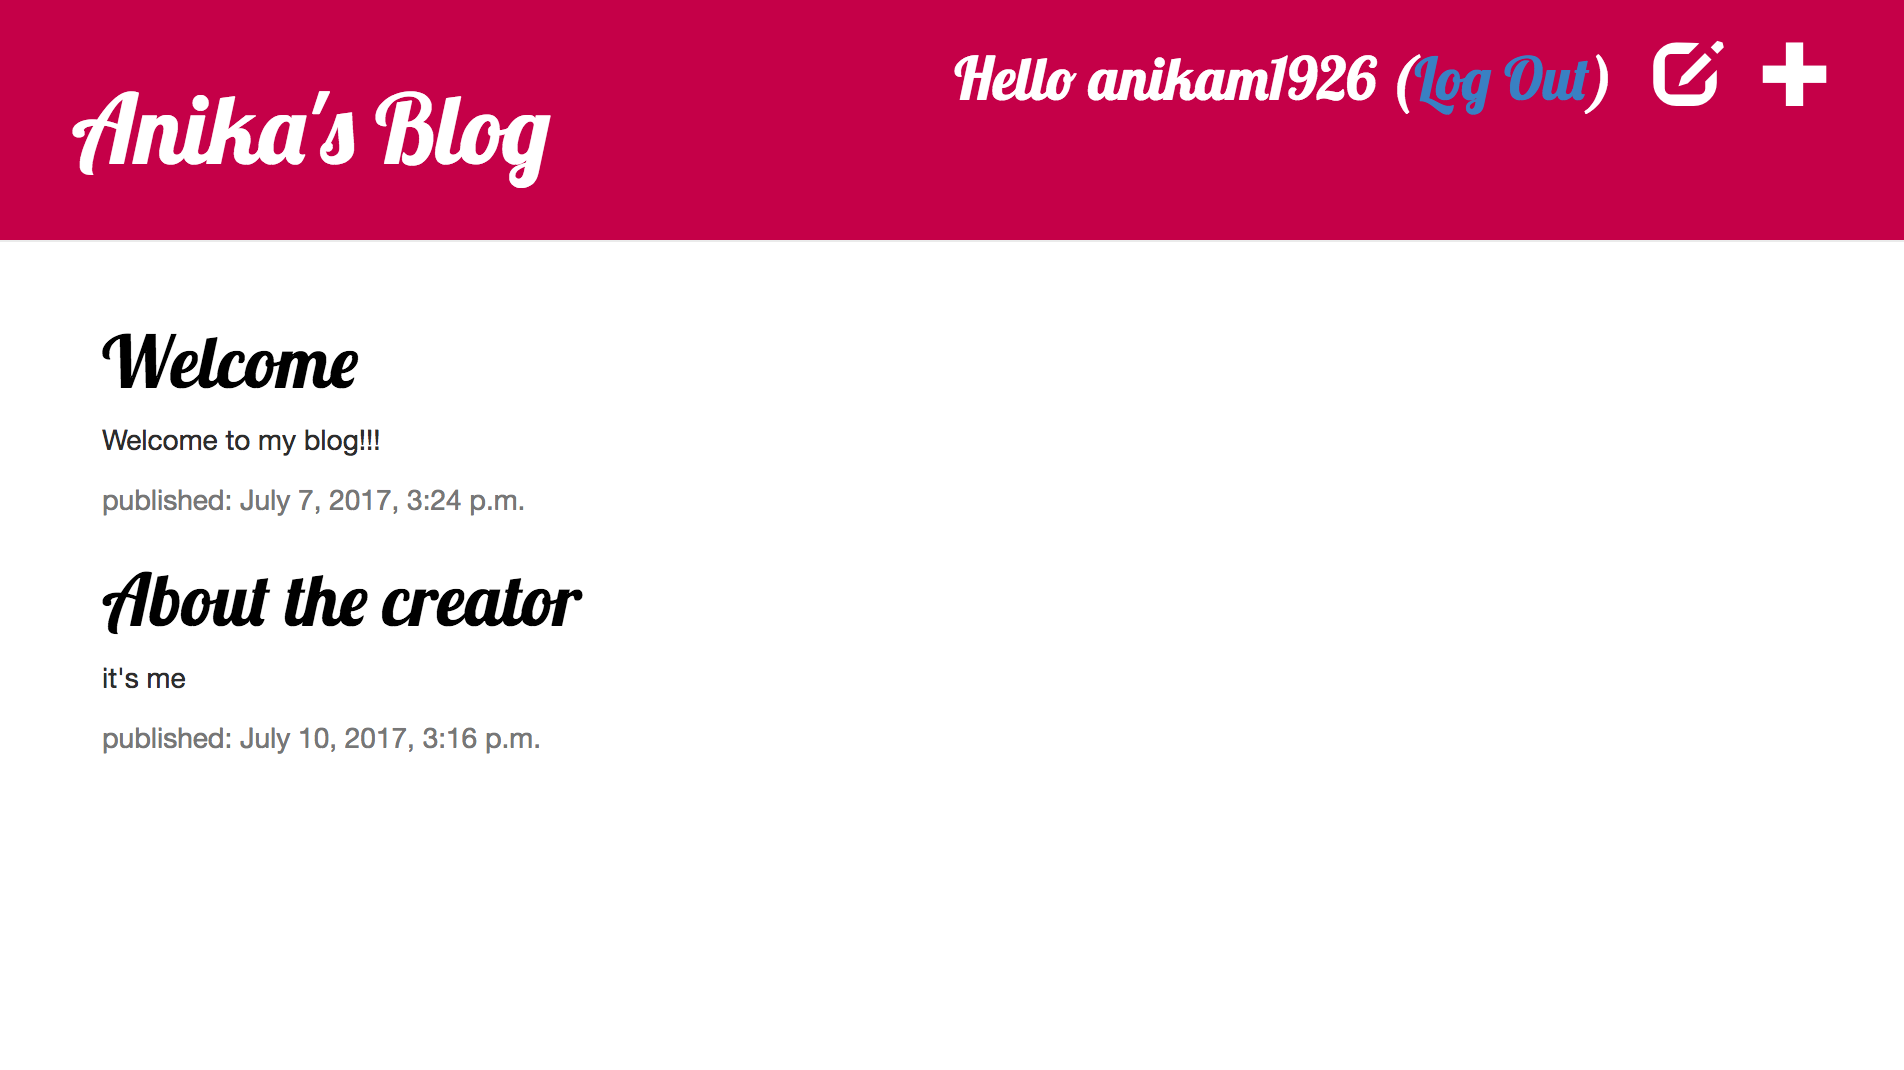 Anika's Blog
Hello anikam1926 (Log Out)
Welcome
Welcome to my blog!!!
published: July 7, 2017, 3:24 p.m.
About the creator
it's me
published: July 10, 2017, 3:16 p.m.